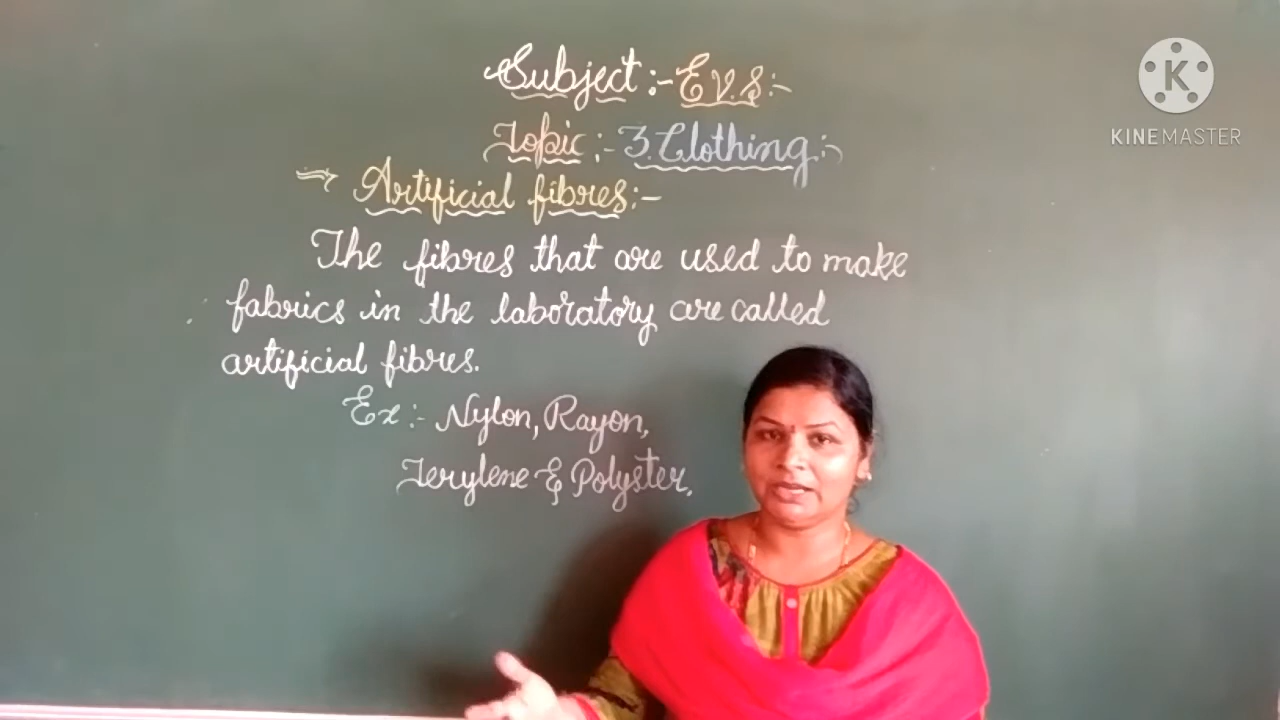 Subject :- E.V.S :-
Topic :- 3. Clothing :-
⇒ Artificial fibres :-
The fibres that are used to make
fabrics in the laboratory are called
artificial fibres.
Ex :- Nylon, Rayon,
Terylene & Polyster.
K
KINEMASTER